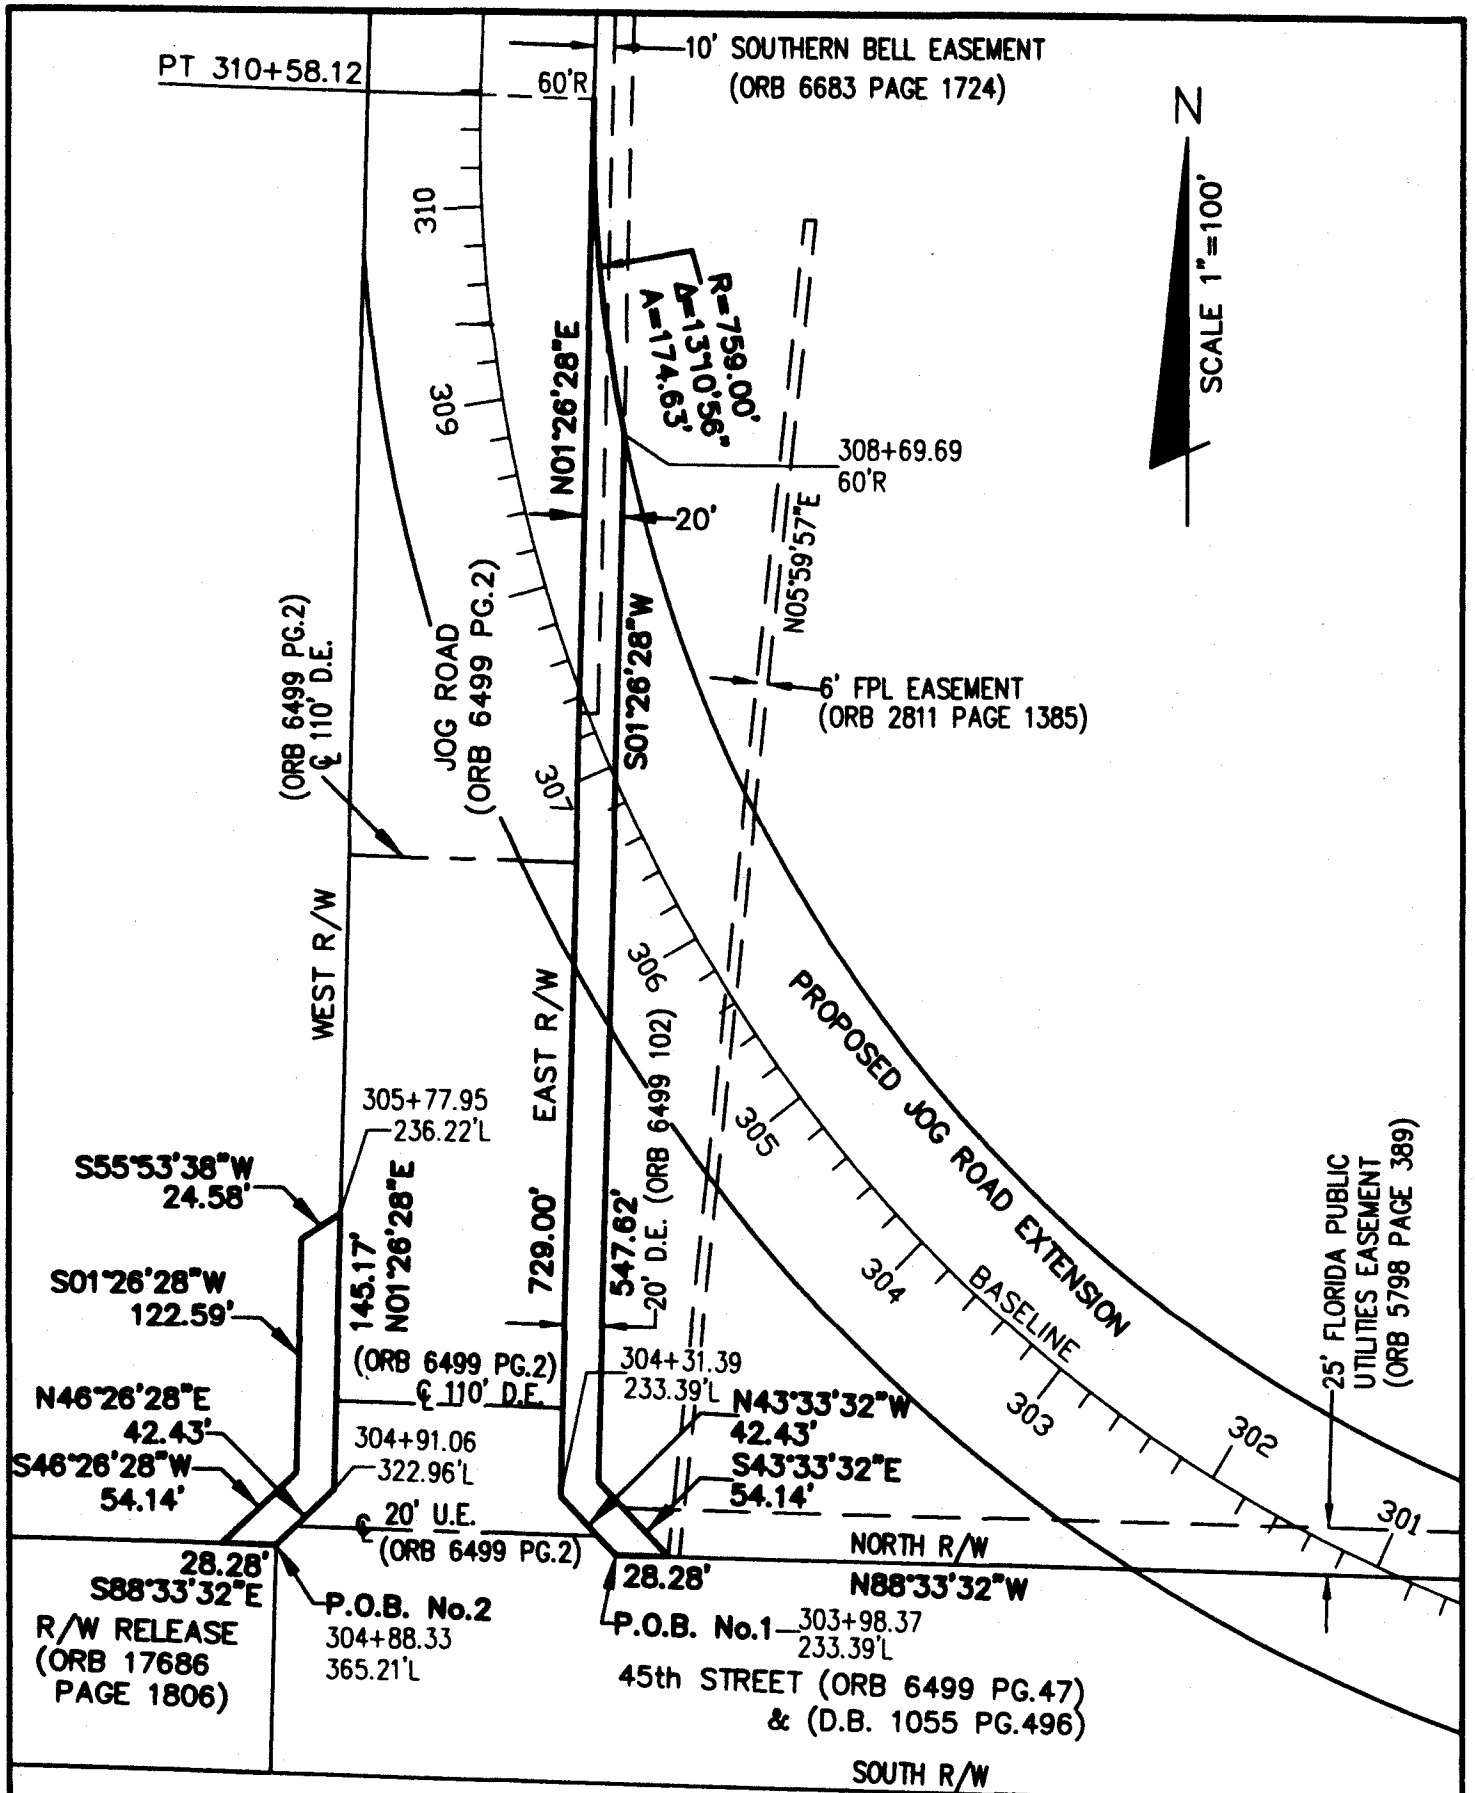 10' SOUTHERN BELL EASEMENT
(ORB 6683 PAGE 1724)
PT 310+58.12
60'R
N
SCALE 1"=100'
310
R=759.00'
Δ=13°10'56"
A=174.63'
N01°26'28"E
309
308+69.69
60'R
20'
N05°59'57"E
(ORB 6499 PG.2)
℄ 110' D.E.
JOG ROAD
(ORB 6499 PG.2)
S01°26'28"W
6' FPL EASEMENT
(ORB 2811 PAGE 1385)
307
WEST R/W
EAST R/W
306
PROPOSED JOG ROAD EXTENSION
305+77.95
236.22'L
305
20' D.E. (ORB 6499 102)
S55°53'38"W
24.58'
145.17'
N01°26'28"E
729.00'
547.62'
304
BASELINE
25' FLORIDA PUBLIC
UTILITIES EASEMENT
(ORB 5798 PAGE 389)
S01°26'28"W
122.59'
(ORB 6499 PG.2)
℄ 110' D.E.
304+31.39
233.39'L
N46°26'28"E
42.43'
N43°33'32"W
42.43'
303
302
304+91.06
322.96'L
S46°26'28"W
54.14'
S43°33'32"E
54.14'
301
℄ 20' U.E.
(ORB 6499 PG.2)
NORTH R/W
28.28'
S88°33'32"E
28.28'
N88°33'32"W
P.O.B. No.2
304+88.33
365.21'L
P.O.B. No.1
303+98.37
233.39'L
R/W RELEASE
(ORB 17686
PAGE 1806)
45th STREET (ORB 6499 PG.47)
& (D.B. 1055 PG.496)
SOUTH R/W